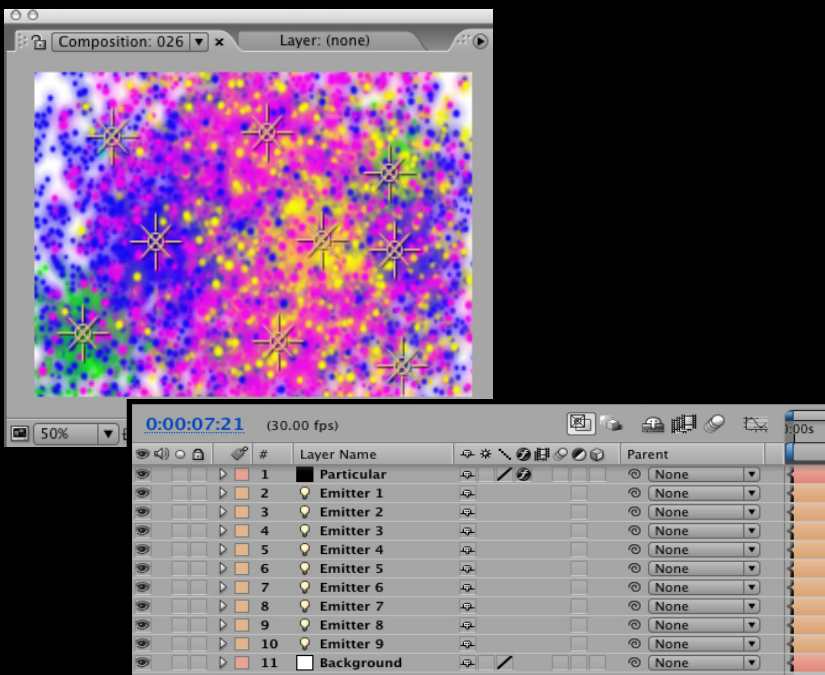 Composition: 026 Layer: (none)
50%
0:00:07:21 (30.00 fps) ):00s
# Layer Name Parent
1 Particular None
2 Emitter 1 None
3 Emitter 2 None
4 Emitter 3 None
5 Emitter 4 None
6 Emitter 5 None
7 Emitter 6 None
8 Emitter 7 None
9 Emitter 8 None
10 Emitter 9 None
11 Background None